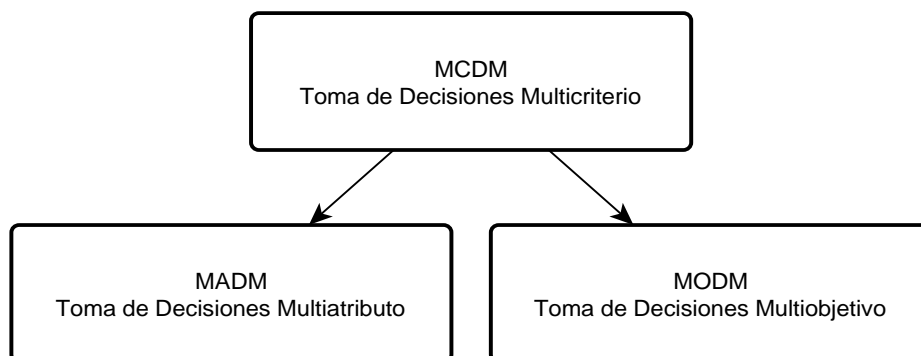 MCDM
Toma de Decisiones Multicriterio
MADM
Toma de Decisiones Multiatributo
MODM
Toma de Decisiones Multiobjetivo